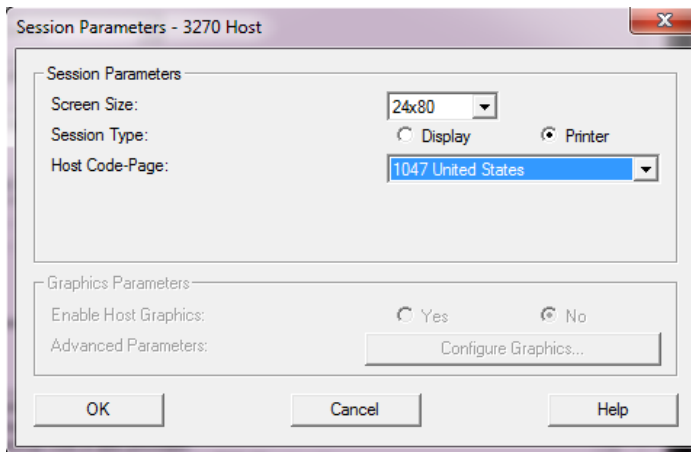 Session Parameters - 3270 Host
Session Parameters
Screen Size: 24x80
Session Type: Display Printer
Host Code-Page: 1047 United States
Graphics Parameters
Enable Host Graphics: Yes No
Advanced Parameters: Configure Graphics...
OK Cancel Help